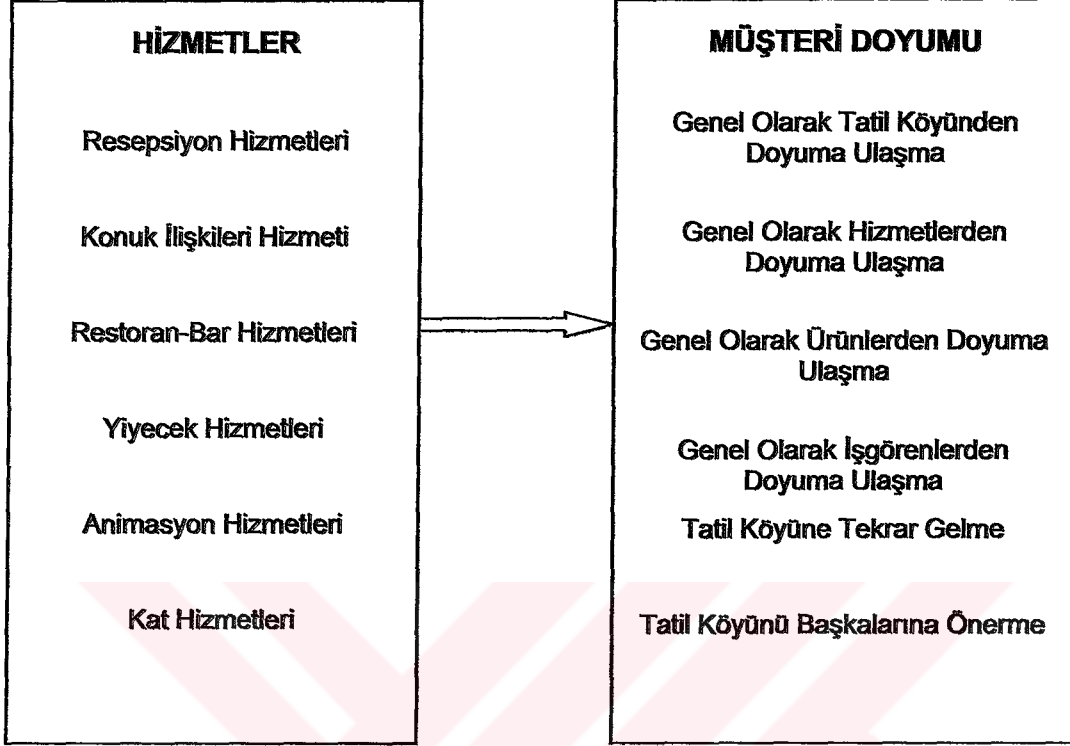 HİZMETLER
Resepsiyon Hizmetleri
Konuk İlişkileri Hizmeti
Restoran-Bar Hizmetleri
Yiyecek Hizmetleri
Animasyon Hizmetleri
Kat Hizmetleri
MÜŞTERİ DOYUMU
Genel Olarak Tatil Köyünden
Doyuma Ulaşma
Genel Olarak Hizmetlerden
Doyuma Ulaşma
Genel Olarak Ürünlerden Doyuma
Ulaşma
Genel Olarak İşgörenlerden
Doyuma Ulaşma
Tatil Köyüne Tekrar Gelme
Tatil Köyünü Başkalarına Önerme